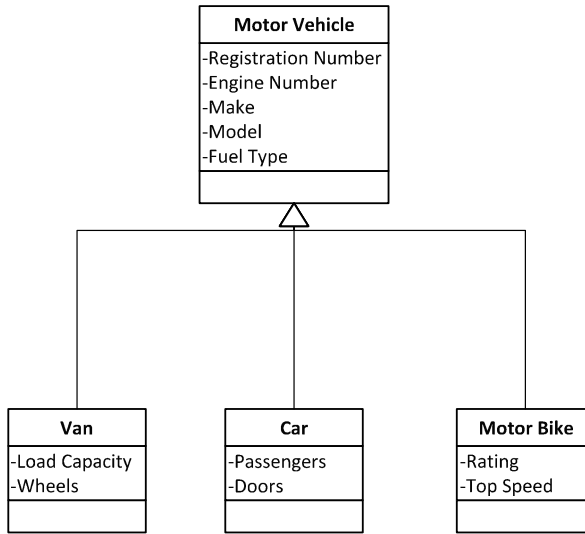 Motor Vehicle
-Registration Number
-Engine Number
-Make
-Model
-Fuel Type
Van
-Load Capacity
-Wheels
Car
-Passengers
-Doors
Motor Bike
-Rating
-Top Speed